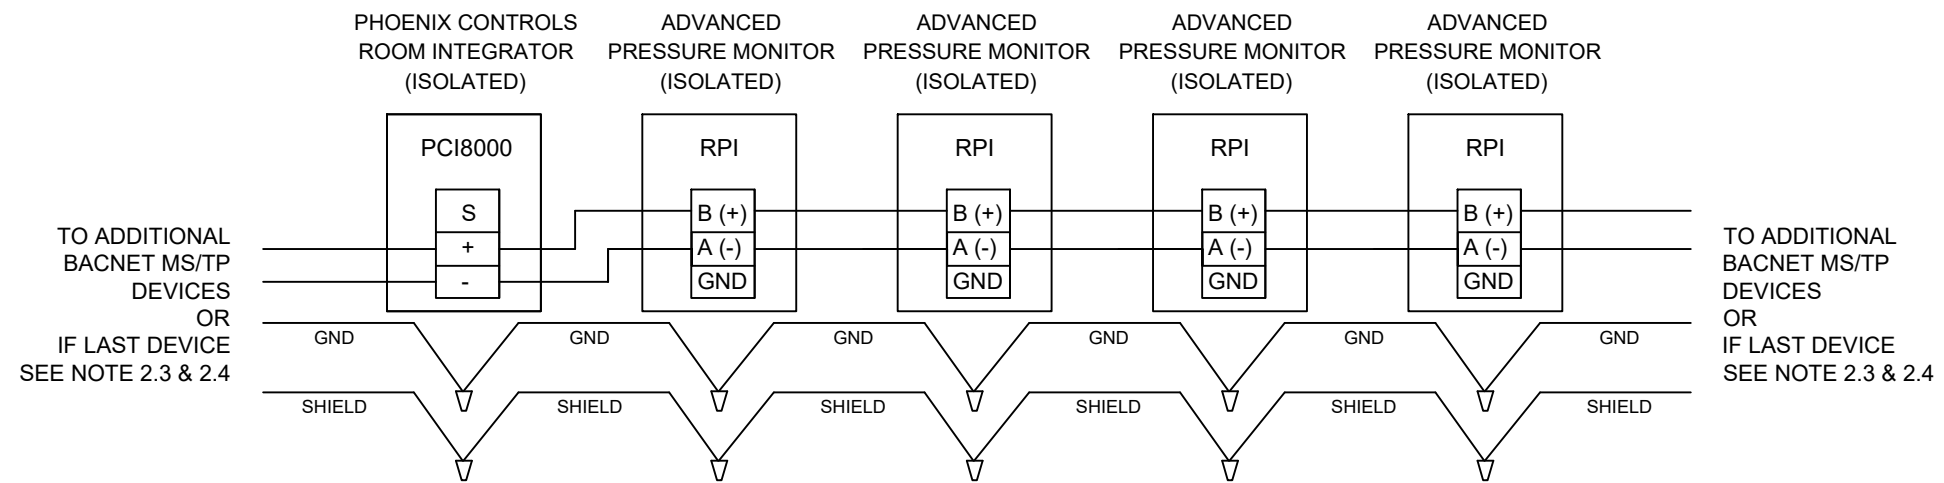 PHOENIX CONTROLS
ROOM INTEGRATOR
(ISOLATED)
ADVANCED
PRESSURE MONITOR
(ISOLATED)
ADVANCED
PRESSURE MONITOR
(ISOLATED)
ADVANCED
PRESSURE MONITOR
(ISOLATED)
ADVANCED
PRESSURE MONITOR
(ISOLATED)
PCI8000
S
+
-
RPI
B (+)
A (-)
GND
RPI
B (+)
A (-)
GND
RPI
B (+)
A (-)
GND
RPI
B (+)
A (-)
GND
TO ADDITIONAL
BACNET MS/TP
DEVICES
OR
IF LAST DEVICE
SEE NOTE 2.3 & 2.4
TO ADDITIONAL
BACNET MS/TP
DEVICES
OR
IF LAST DEVICE
SEE NOTE 2.3 & 2.4
GND
GND
GND
GND
GND
GND
SHIELD
SHIELD
SHIELD
SHIELD
SHIELD
SHIELD